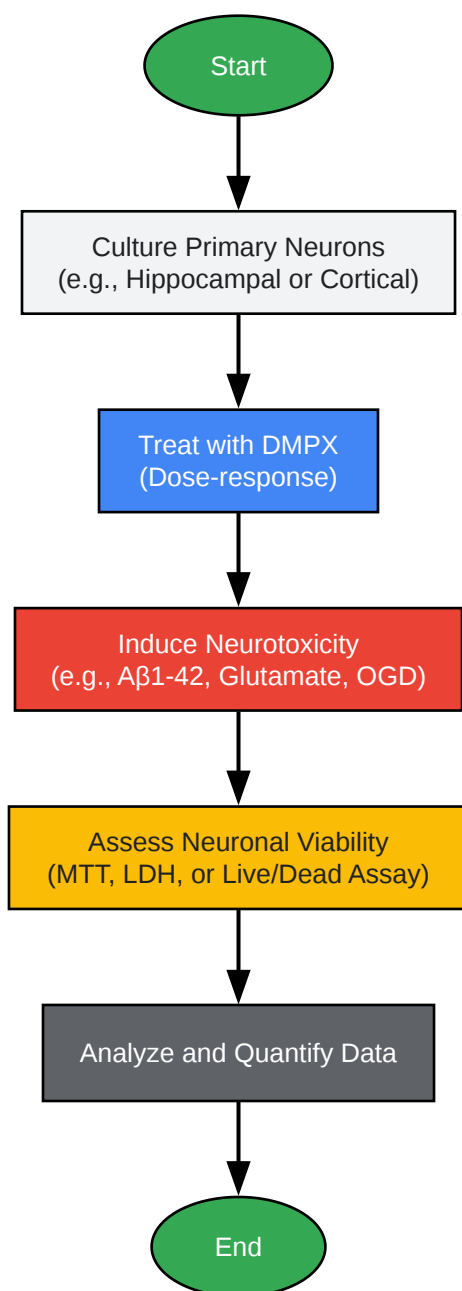 Start
Culture Primary Neurons
(e.g., Hippocampal or Cortical)
Treat with DMPX
(Dose-response)
Induce Neurotoxicity
(e.g., Aβ1-42, Glutamate, OGD)
Assess Neuronal Viability
(MTT, LDH, or Live/Dead Assay)
Analyze and Quantify Data
End